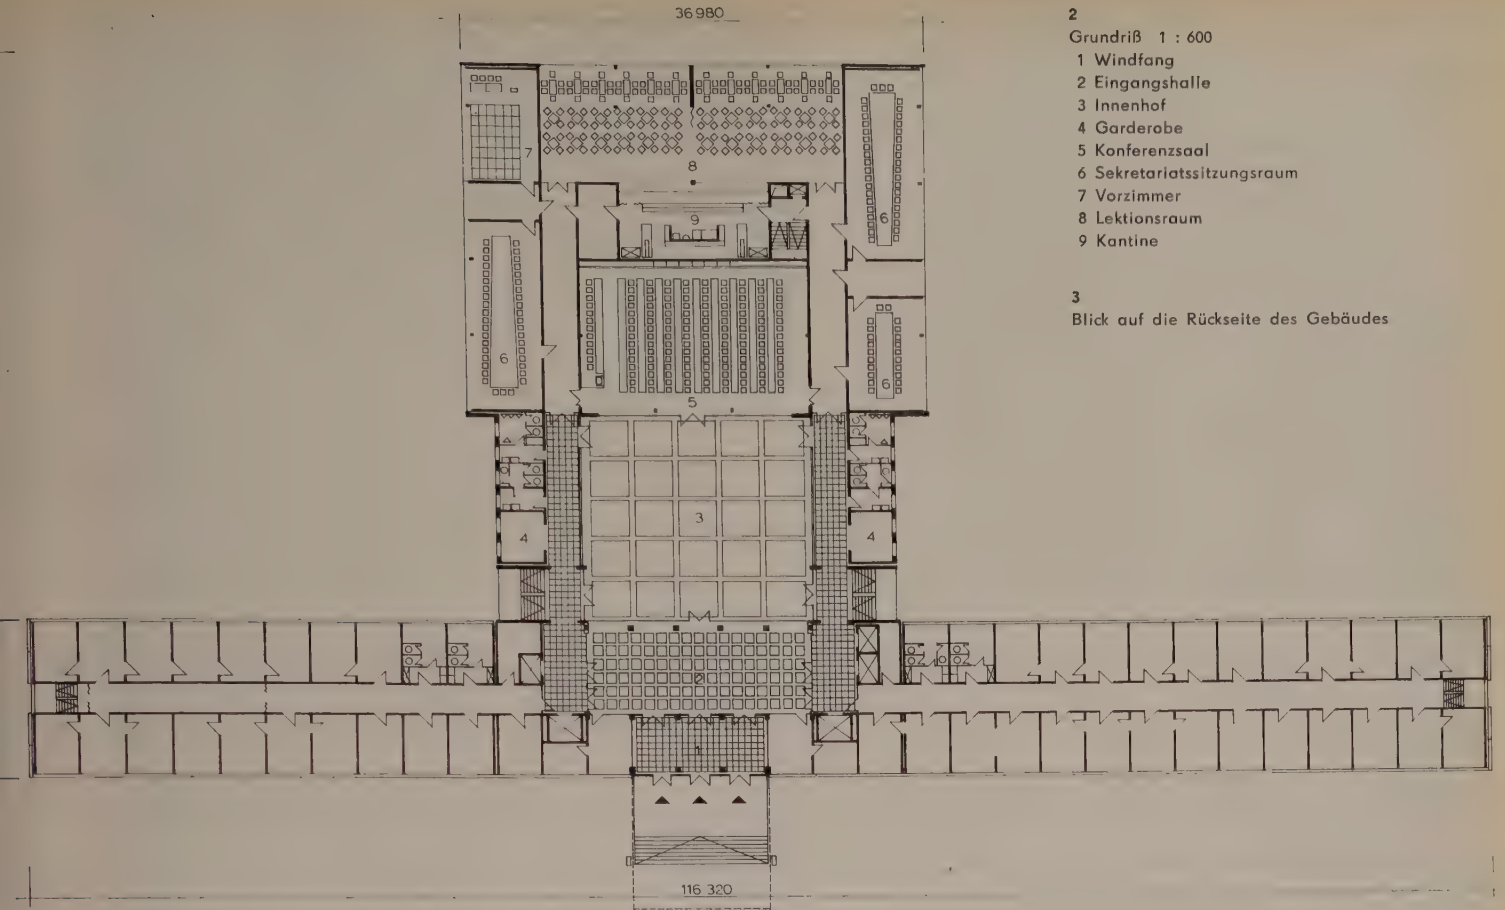 36 980
2
Grundriß 1 : 600
1 Windfang
2 Eingangshalle
3 Innenhof
4 Garderobe
5 Konferenzsaal
6 Sekretariatssitzungsraum
7 Vorzimmer
8 Lektionsraum
9 Kantine
3
Blick auf die Rückseite des Gebäudes
7
8
9
6
6
6
5
3
4
4
2
1
116 320